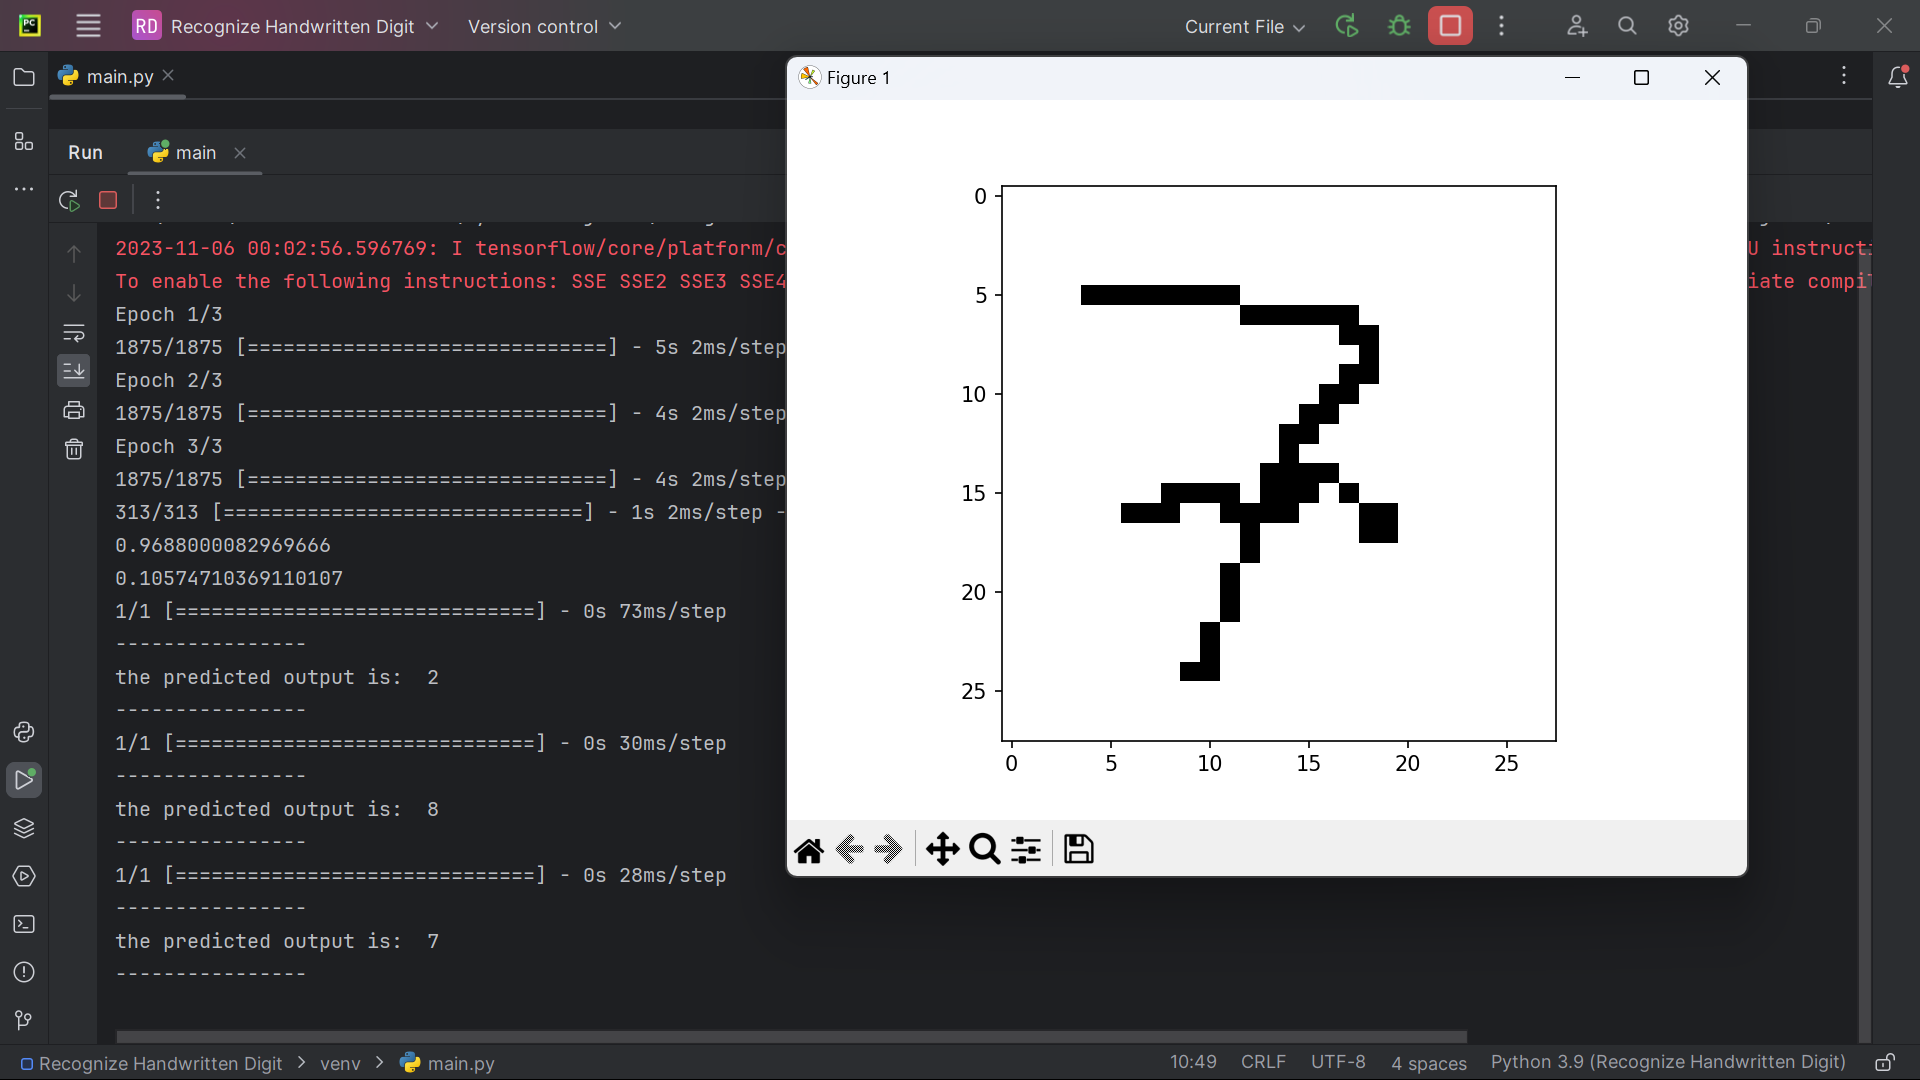 PC
RD Recognize Handwritten Digit
Version control
Current File
main.py
Run
main
2023-11-06 00:02:56.596769: I tensorflow/core/platform/c
U instruct
To enable the following instructions: SSE SSE2 SSE3 SSE4
iate compi
Epoch 1/3
1875/1875 [==============================] - 5s 2ms/step
Epoch 2/3
1875/1875 [==============================] - 4s 2ms/step
Epoch 3/3
1875/1875 [==============================] - 4s 2ms/step
313/313 [==============================] - 1s 2ms/step -
0.9688000082969666
0.10574710369110107
1/1 [==============================] - 0s 73ms/step
----------------
the predicted output is:  2
----------------
1/1 [==============================] - 0s 30ms/step
----------------
the predicted output is:  8
----------------
1/1 [==============================] - 0s 28ms/step
----------------
the predicted output is:  7
----------------
Figure 1
0
5
10
15
20
25
0 5 10 15 20 25
7
Recognize Handwritten Digit > venv > main.py
10:49 CRLF UTF-8 4 spaces Python 3.9 (Recognize Handwritten Digit)